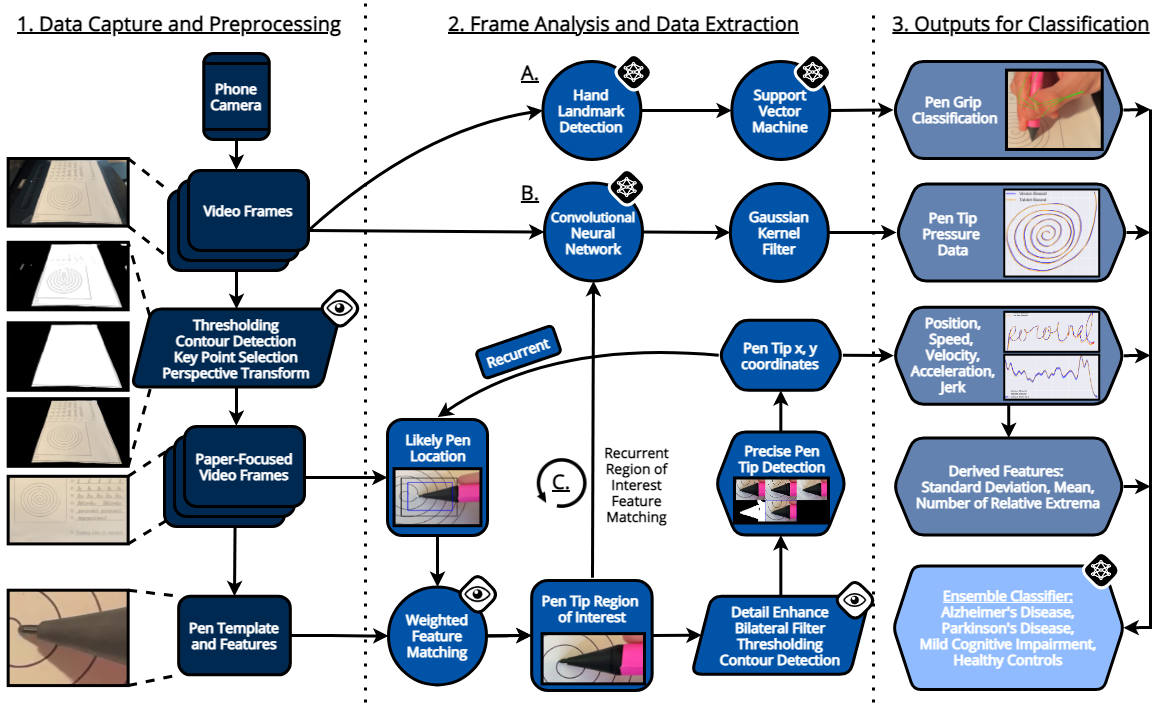 1. Data Capture and Preprocessing
Phone
Camera
Video Frames
Thresholding
Contour Detection
Key Point Selection
Perspective Transform
Paper-Focused
Video Frames
Pen Template
and Features
2. Frame Analysis and Data Extraction
A.
Hand
Landmark
Detection
Support
Vector
Machine
B.
Convolutional
Neural
Network
Gaussian
Kernel
Filter
Recurrent
Pen Tip x, y
coordinates
Likely Pen
Location
C.
Recurrent
Region of
Interest
Feature
Matching
Precise Pen
Tip Detection
Weighted
Feature
Matching
Pen Tip Region
of Interest
Detail Enhance
Bilateral Filter
Thresholding
Contour Detection
3. Outputs for Classification
Pen Grip
Classification
Pen Tip
Pressure
Data
Position,
Speed,
Velocity,
Acceleration,
Jerk
Derived Features:
Standard Deviation, Mean,
Number of Relative Extrema
Ensemble Classifier:
Alzheimer's Disease,
Parkinson's Disease,
Mild Cognitive Impairment,
Healthy Controls